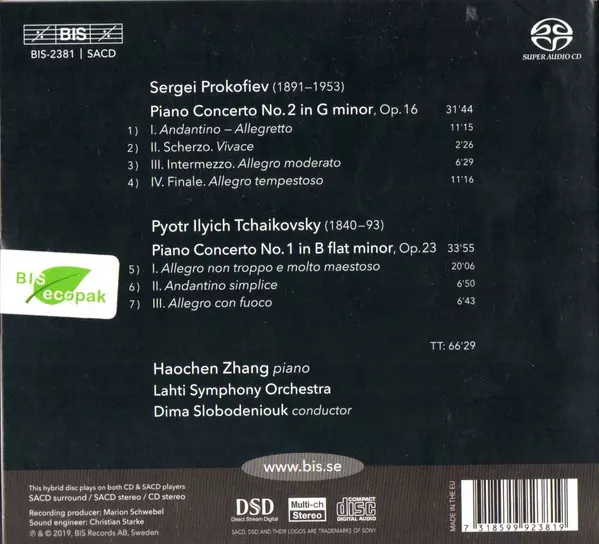 BIS
BIS-2381 | SACD
SUPER AUDIO CD
Sergei Prokofiev (1891–1953)
Piano Concerto No. 2 in G minor, Op. 16 31'44
1) I. Andantino – Allegretto 11'15
2) II. Scherzo. Vivace 2'26
3) III. Intermezzo. Allegro moderato 6'29
4) IV. Finale. Allegro tempestoso 11'16
Pyotr Ilyich Tchaikovsky (1840–93)
Piano Concerto No. 1 in B flat minor, Op. 23 33'55
5) I. Allegro non troppo e molto maestoso 20'06
6) II. Andantino simplice 6'50
7) III. Allegro con fuoco 6'43
BIS
ecopak
TT: 66'29
Haochen Zhang piano
Lahti Symphony Orchestra
Dima Slobodeniouk conductor
www.bis.se
This hybrid disc plays on both CD & SACD players
SACD surround / SACD stereo / CD stereo
Recording producer: Marion Schwebel
Sound engineer: Christian Starke
℗ & © 2019, BIS Records AB, Sweden
DSD
Direct Stream Digital
Multi-ch
Stereo
COMPACT
disc
DIGITAL AUDIO
SACD, DSD AND THEIR LOGOS ARE TRADEMARKS OF SONY
MADE IN THE EU
7 318599 923819